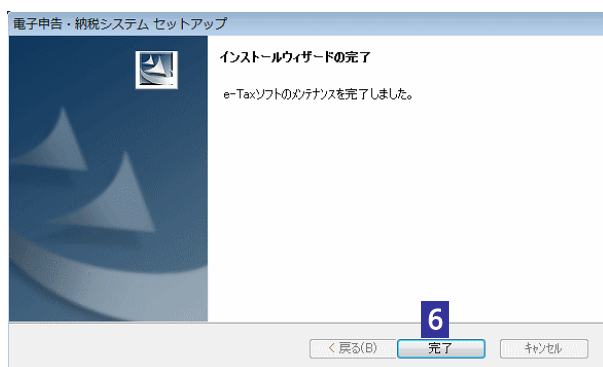 電子申告・納税システム セットアップ
インストールウィザードの完了
e-Taxソフトのメンテナンスを完了しました。
6
< 戻る(B)
完了
キャンセル